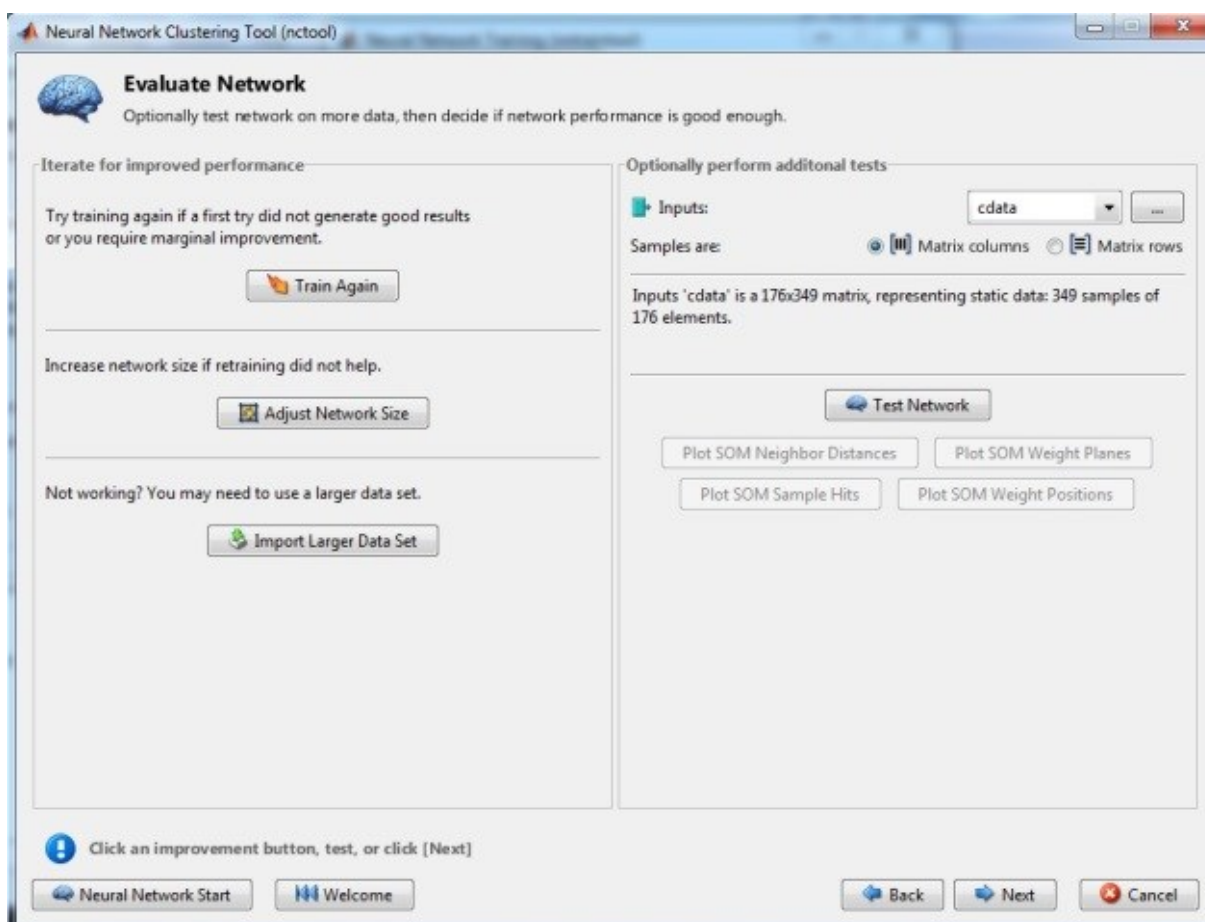 Neural Network Clustering Tool (nctool)
Evaluate Network
Optionally test network on more data, then decide if network performance is good enough.
Iterate for improved performance
Try training again if a first try did not generate good results
or you require marginal improvement.
Train Again
Increase network size if retraining did not help.
Adjust Network Size
Not working? You may need to use a larger data set.
Import Larger Data Set
Optionally perform additonal tests
Inputs:
cdata
...
Samples are:
Matrix columns
Matrix rows
Inputs 'cdata' is a 176x349 matrix, representing static data: 349 samples of
176 elements.
Test Network
Plot SOM Neighbor Distances
Plot SOM Weight Planes
Plot SOM Sample Hits
Plot SOM Weight Positions
Click an improvement button, test, or click [Next]
Neural Network Start
Welcome
Back
Next
Cancel